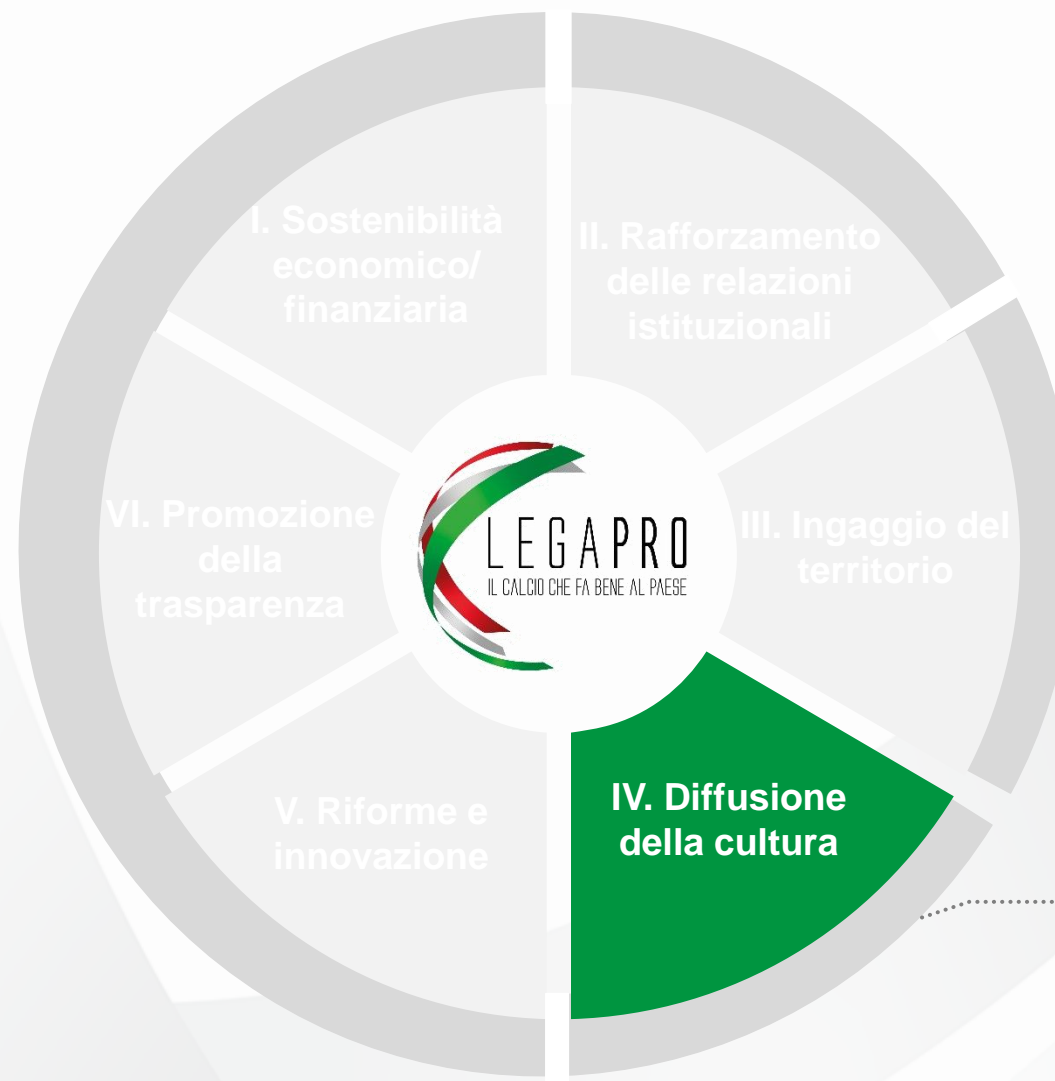 I. Sostenibilità
economico/
finanziaria
II. Rafforzamento
delle relazioni
istituzionali
III. Ingaggio del
territorio
IV. Diffusione
della cultura
V. Riforme e
innovazione
VI. Promozione
della
trasparenza
LEGAPRO
IL CALCIO CHE FA BENE AL PAESE